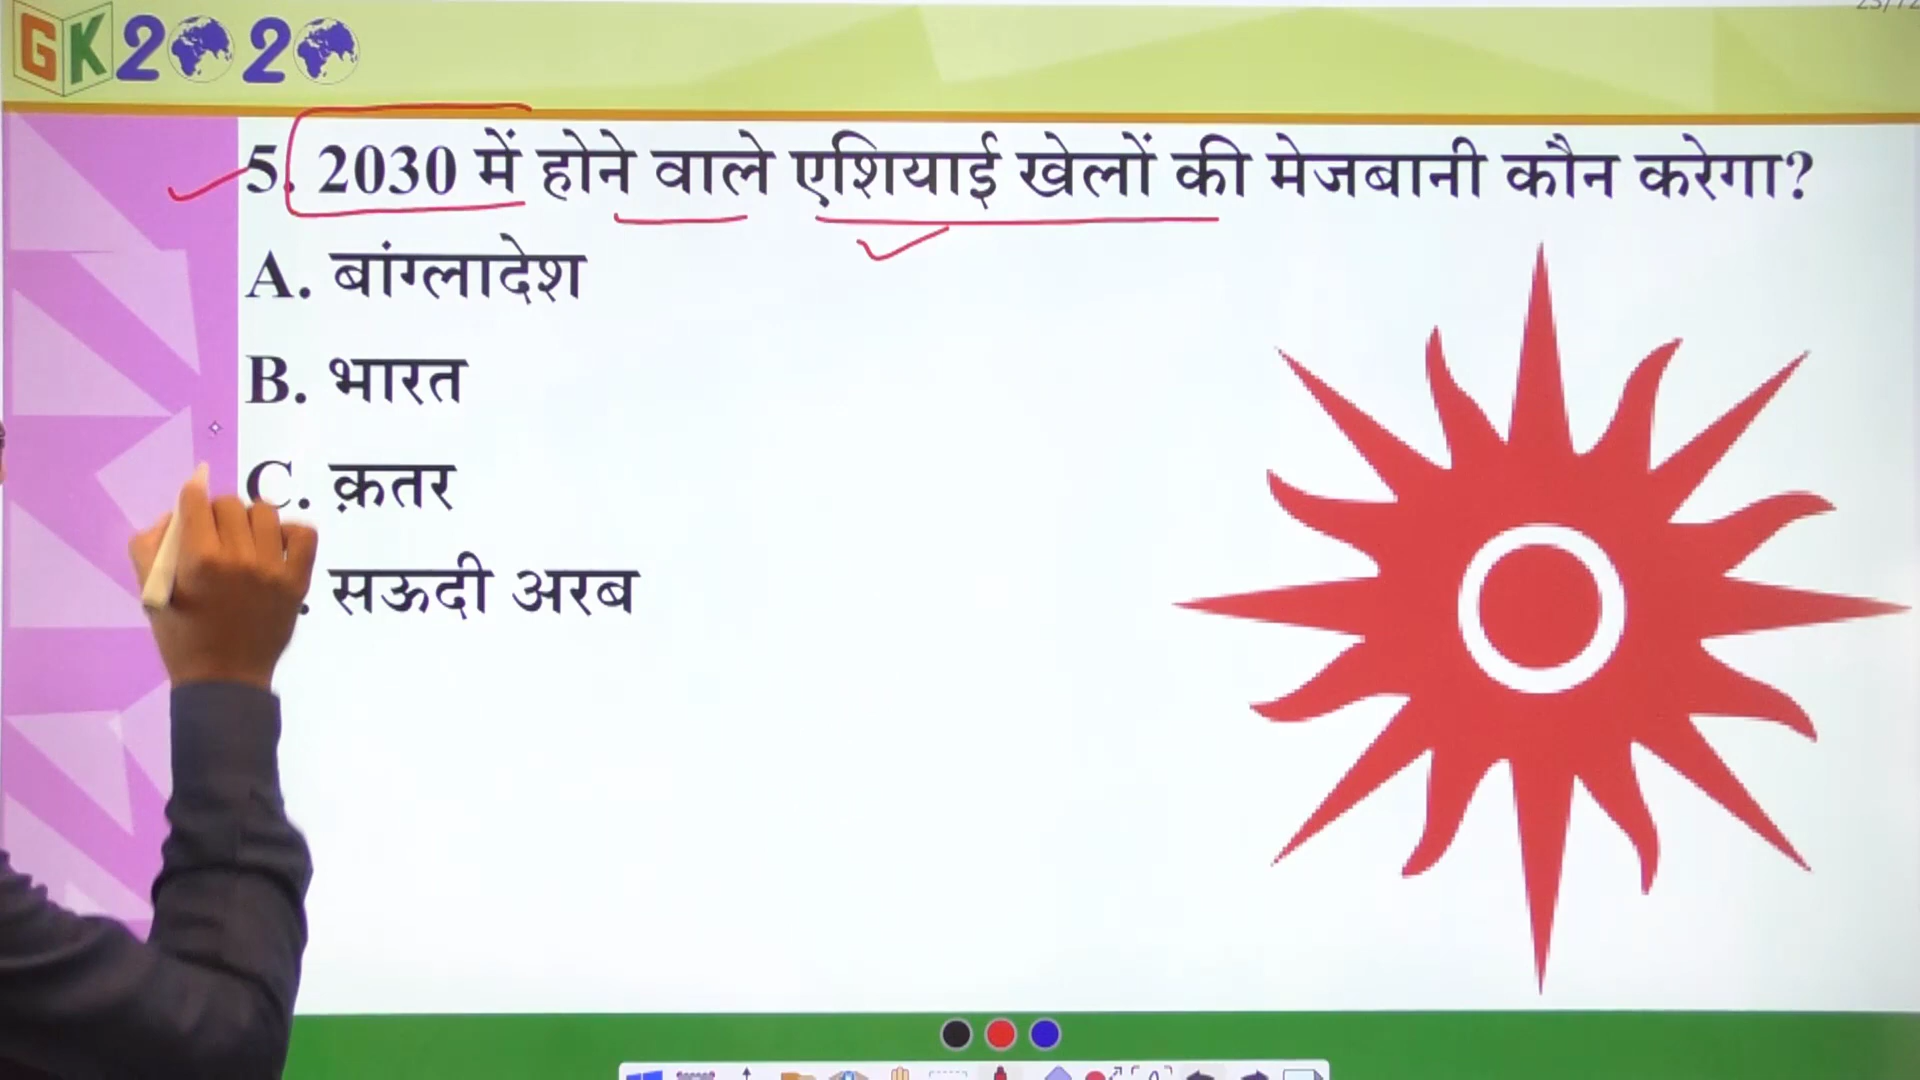 GK2020
5. 2030 में होने वाले एशियाई खेलों की मेजबानी कौन करेगा?
A. बांग्लादेश
B. भारत
C. क़तर
सऊदी अरब